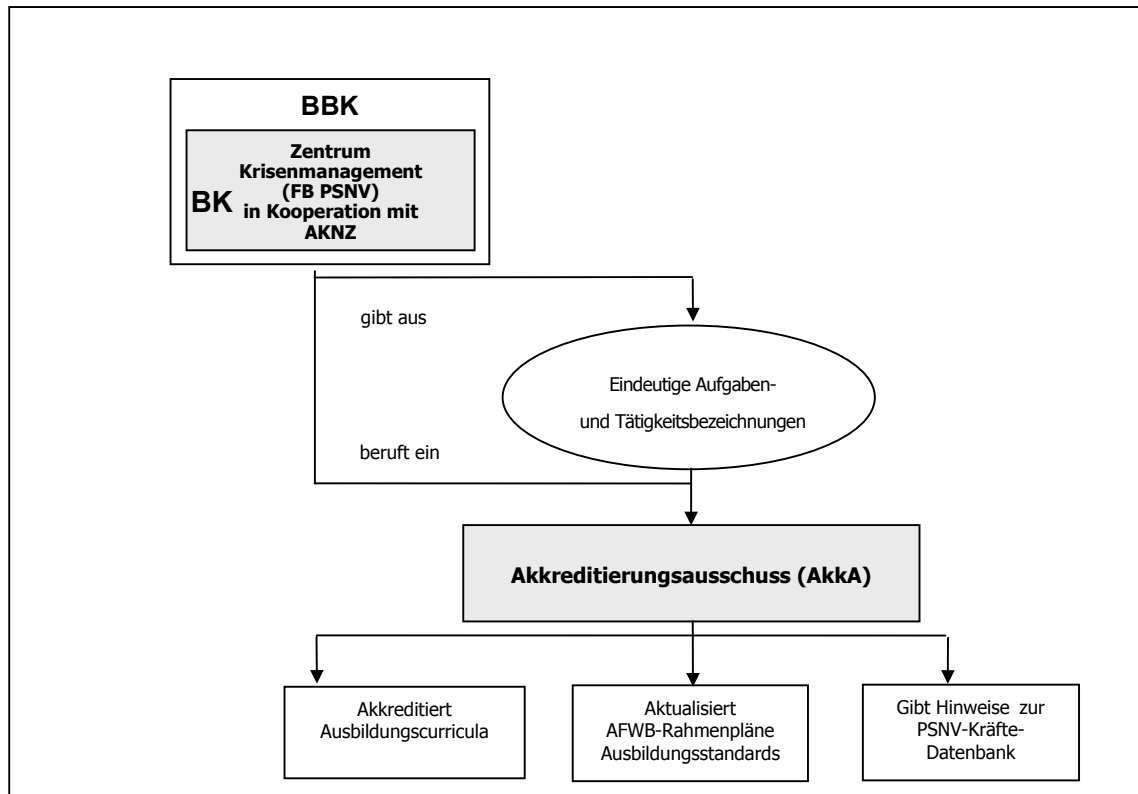 BBK
Zentrum
Krisenmanagement
(FB PSNV)
BK
in Kooperation mit
AKNZ
gibt aus
Eindeutige Aufgaben-
und Tätigkeitsbezeichnungen
beruft ein
Akkreditierungsausschuss (AkkA)
Akkreditiert
Ausbildungscurricula
Aktualisiert
AFWB-Rahmenpläne
Ausbildungsstandards
Gibt Hinweise zur
PSNV-Kräfte-
Datenbank